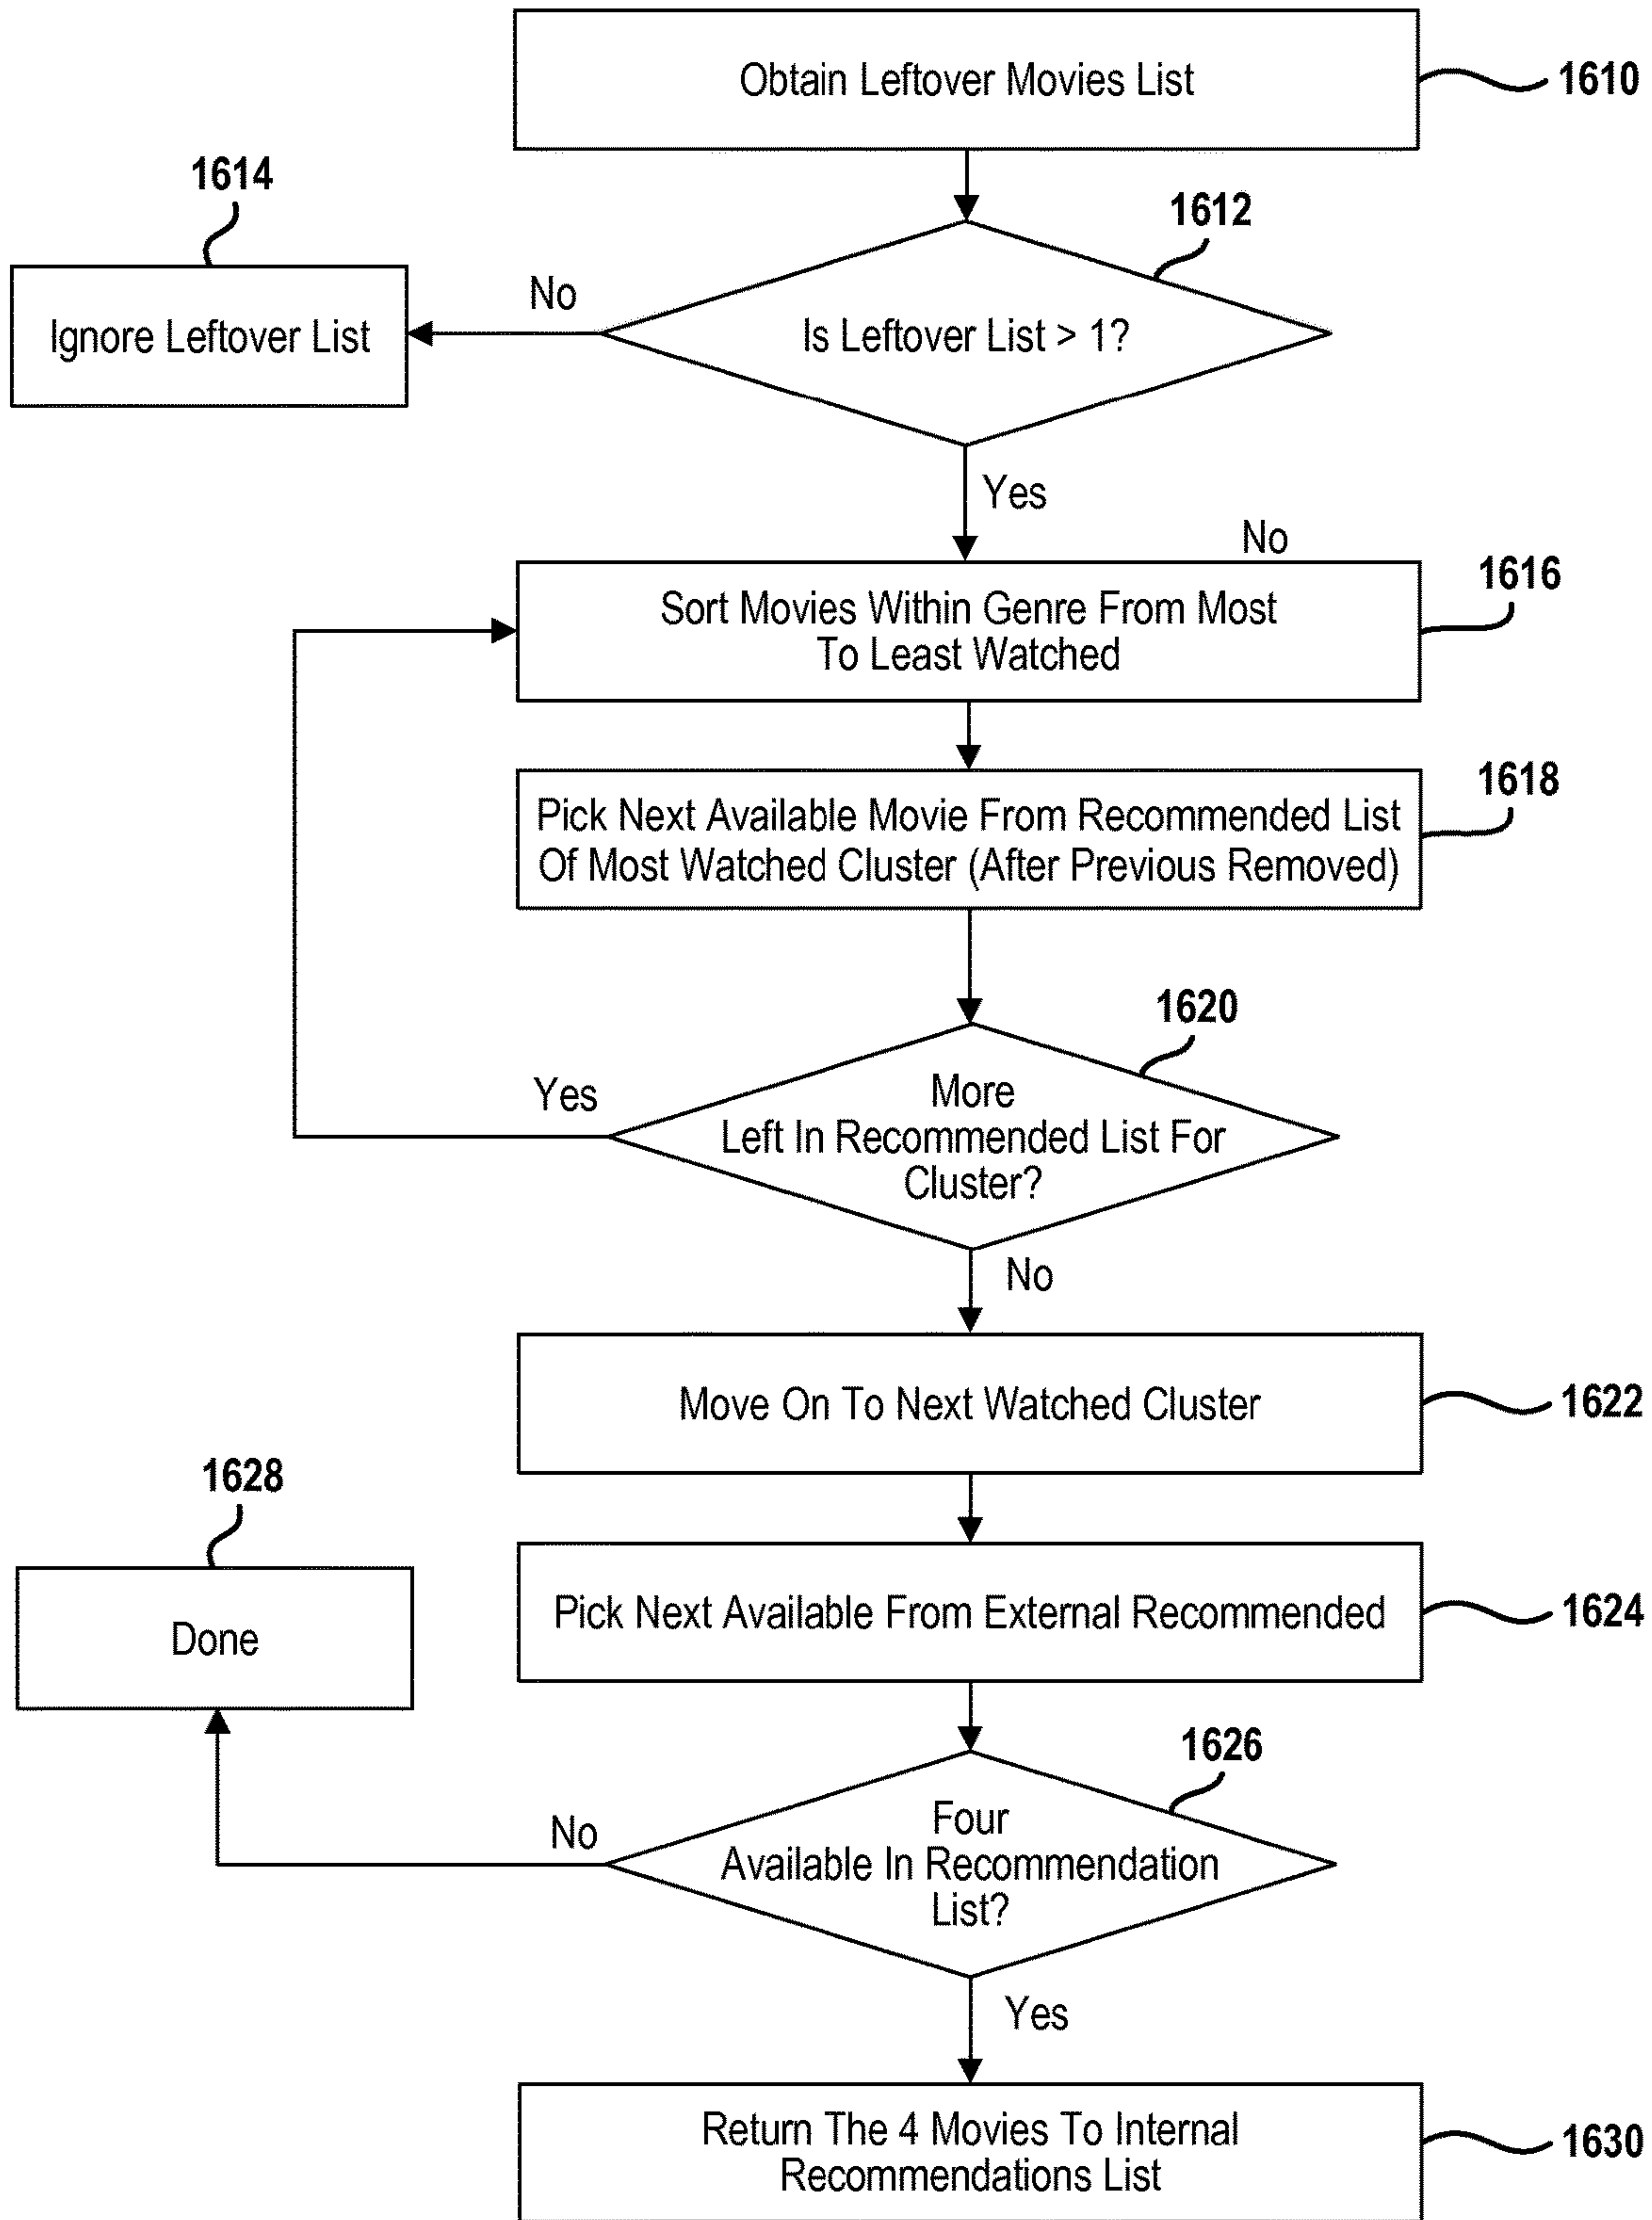 Obtain Leftover Movies List
1610
1614
1612
No
Ignore Leftover List
Is Leftover List > 1?
Yes
No
1616
Sort Movies Within Genre From Most
To Least Watched
1618
Pick Next Available Movie From Recommended List
Of Most Watched Cluster (After Previous Removed)
1620
Yes
More
Left In Recommended List For
Cluster?
No
Move On To Next Watched Cluster
1622
1628
Done
Pick Next Available From External Recommended
1624
1626
No
Four
Available In Recommendation
List?
Yes
Return The 4 Movies To Internal
Recommendations List
1630